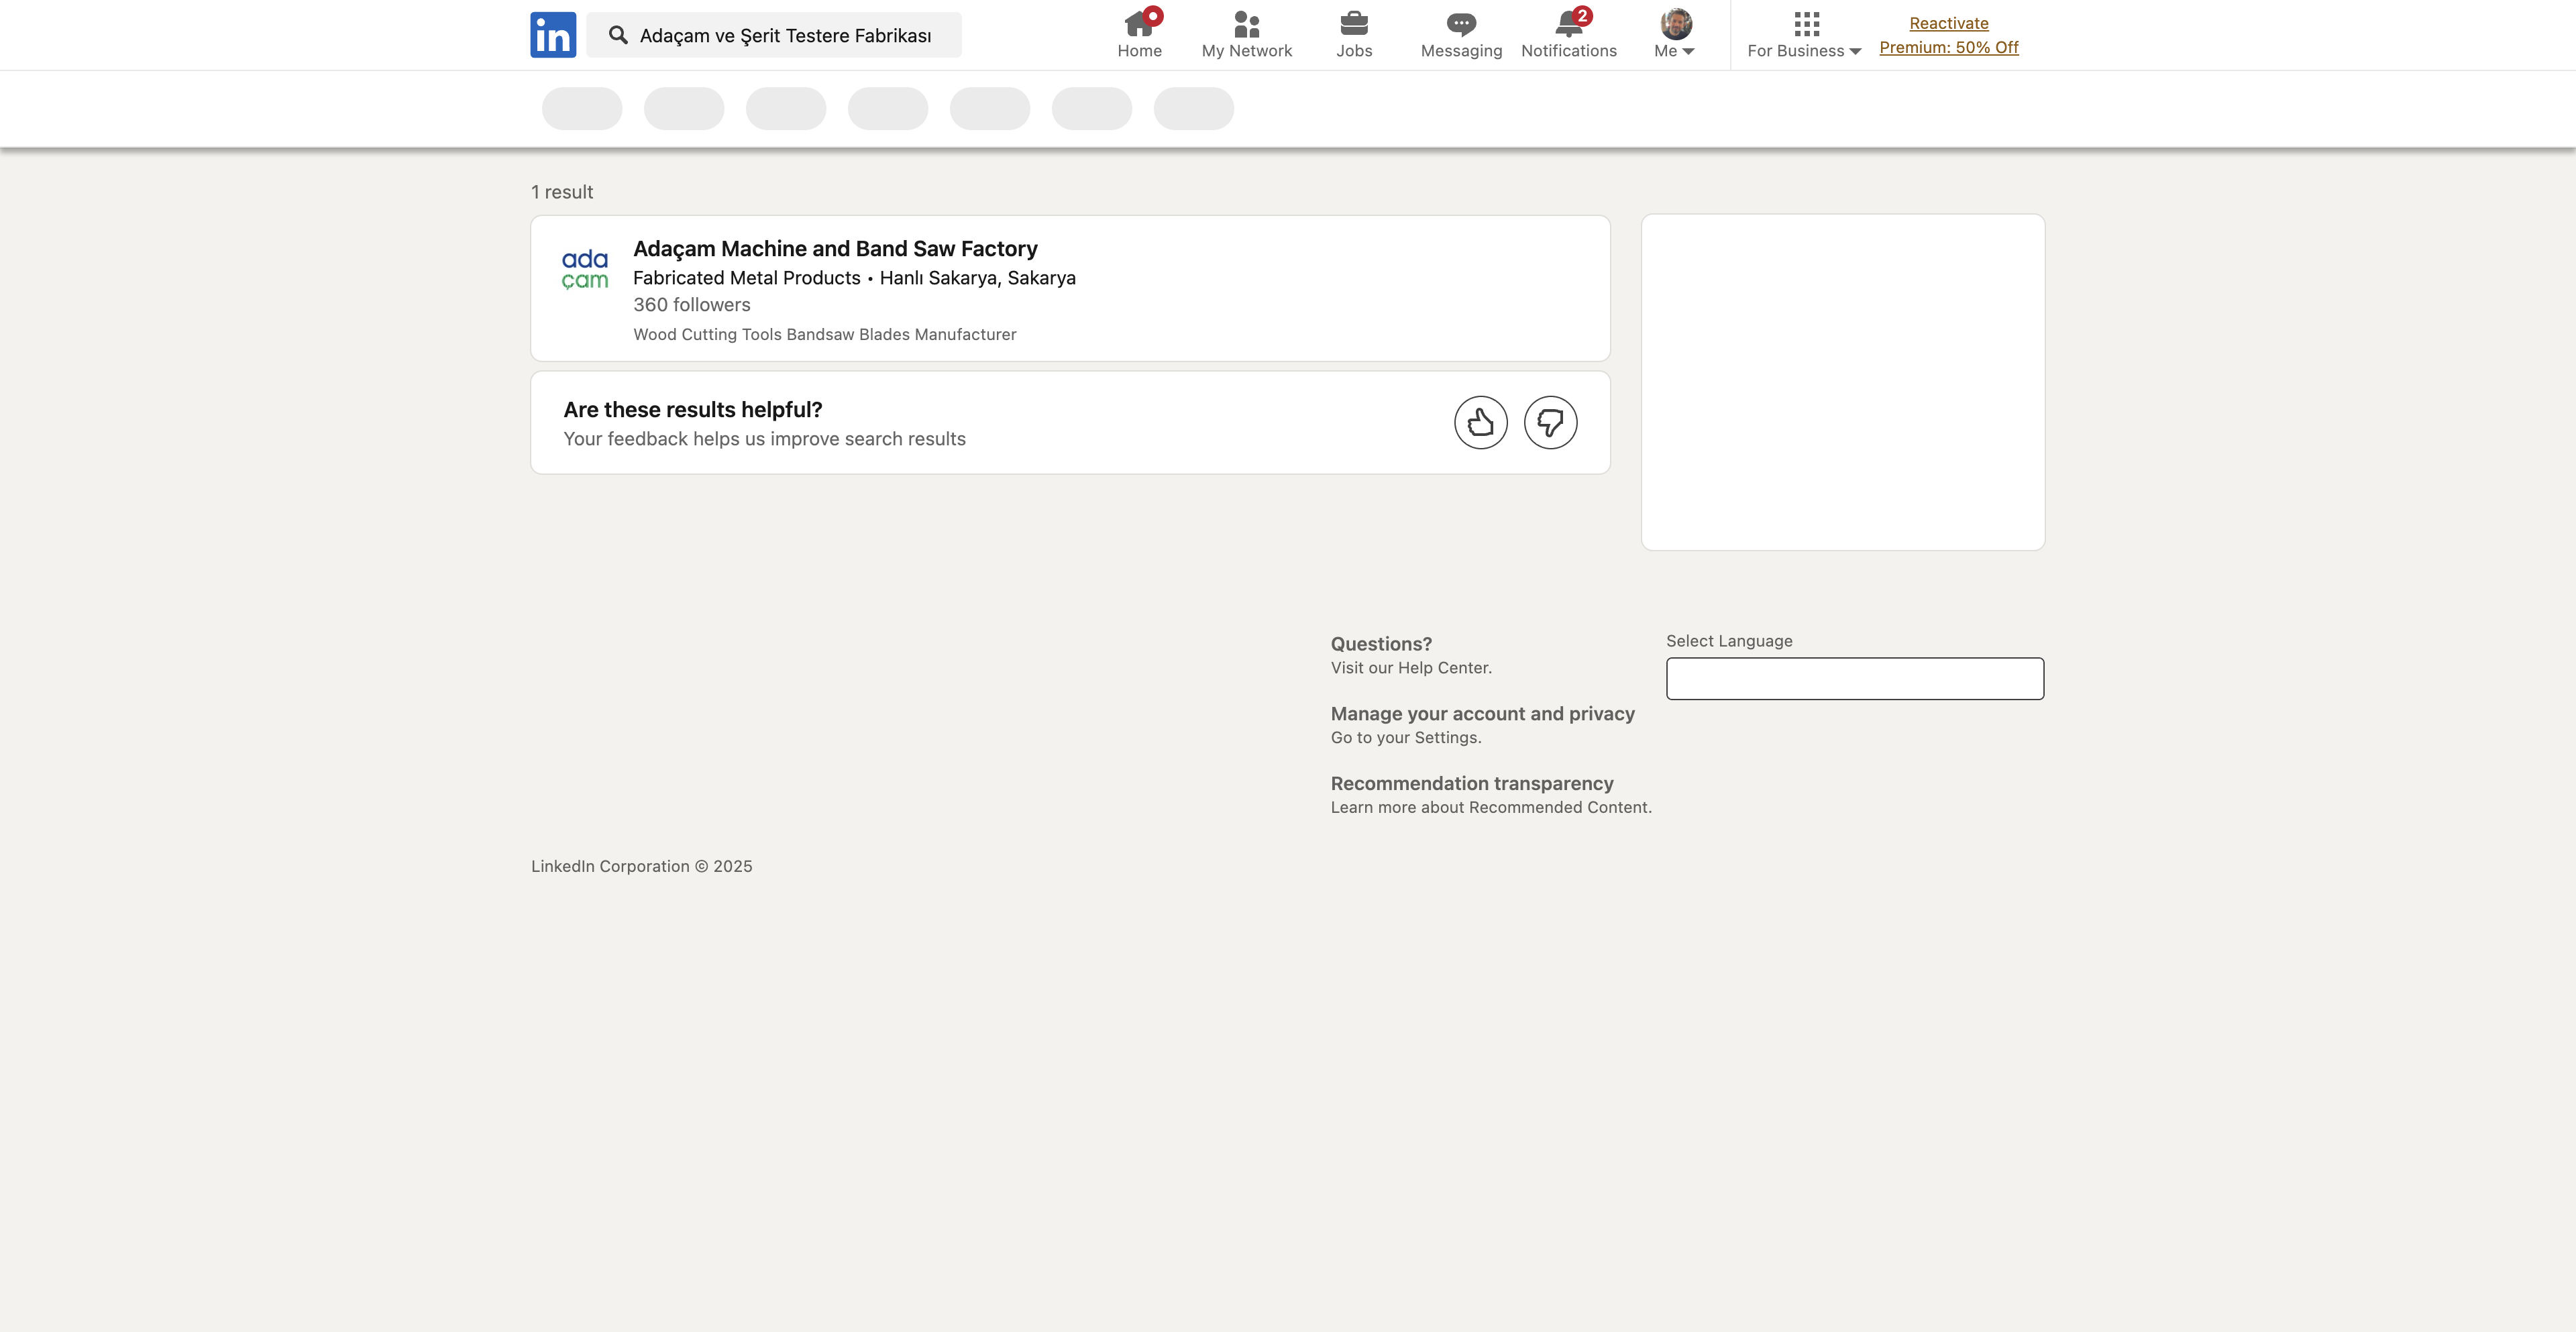 in
Adaçam ve Şerit Testere Fabrikası
Home
My Network
Jobs
Messaging
2
Notifications
Me
For Business
Reactivate
Premium: 50% Off
1 result
ada
çam
Adaçam Machine and Band Saw Factory
Fabricated Metal Products • Hanlı Sakarya, Sakarya
360 followers
Wood Cutting Tools Bandsaw Blades Manufacturer
Are these results helpful?
Your feedback helps us improve search results
Questions?
Visit our Help Center.
Manage your account and privacy
Go to your Settings.
Recommendation transparency
Learn more about Recommended Content.
Select Language
LinkedIn Corporation © 2025